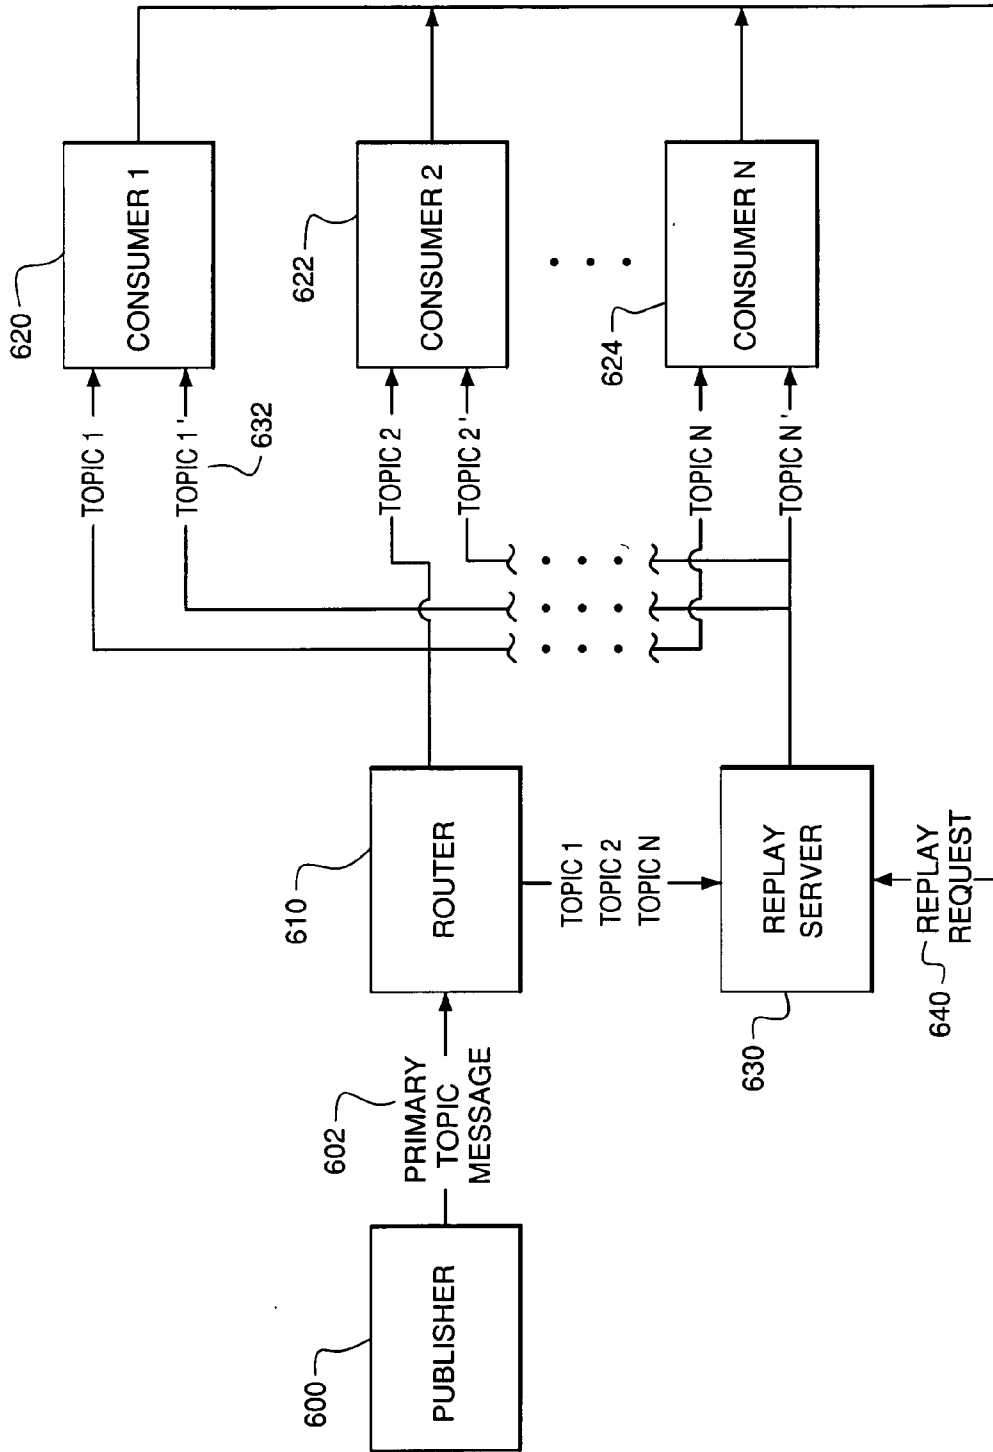 600
PUBLISHER
602
PRIMARY
TOPIC
MESSAGE
610
ROUTER
TOPIC 1
TOPIC 2
TOPIC N
630
REPLAY
SERVER
640
REPLAY
REQUEST
TOPIC 1
TOPIC 1'
632
TOPIC 2
TOPIC 2'
TOPIC N
TOPIC N'
620
CONSUMER 1
622
CONSUMER 2
624
CONSUMER N